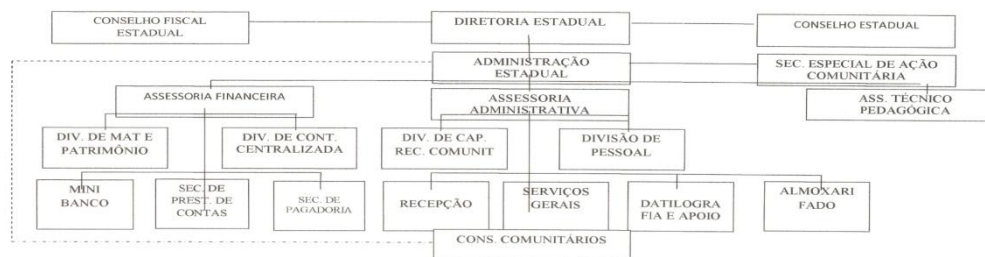 CONSELHO FISCAL
ESTADUAL
DIRETORIA ESTADUAL
CONSELHO ESTADUAL
ADMINISTRAÇÃO
ESTADUAL
SEC. ESPECIAL DE AÇÃO
COMUNITÁRIA
ASSESSORIA FINANCEIRA
ASSESSORIA
ADMINISTRATIVA
ASS. TÉCNICO
PEDAGÓGICA
DIV. DE MAT E
PATRIMÔNIO
DIV. DE CONT.
CENTRALIZADA
DIV. DE CAP.
REC. COMUNIT
DIVISÃO DE
PESSOAL
MINI
BANCO
SEC. DE
PREST. DE
CONTAS
SEC. DE
PAGADORIA
RECEPÇÃO
SERVIÇOS
GERAIS
DATILOGRA
FIA E APOIO
ALMOXARI
FADO
CONS. COMUNITÁRIOS